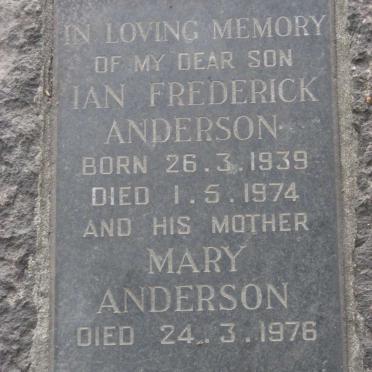 IN LOVING MEMORY
OF MY DEAR SON
IAN FREDERICK
ANDERSON
BORN 26.3.1939
DIED 1.5.1974
AND HIS MOTHER
MARY
ANDERSON
DIED 24.3.1976